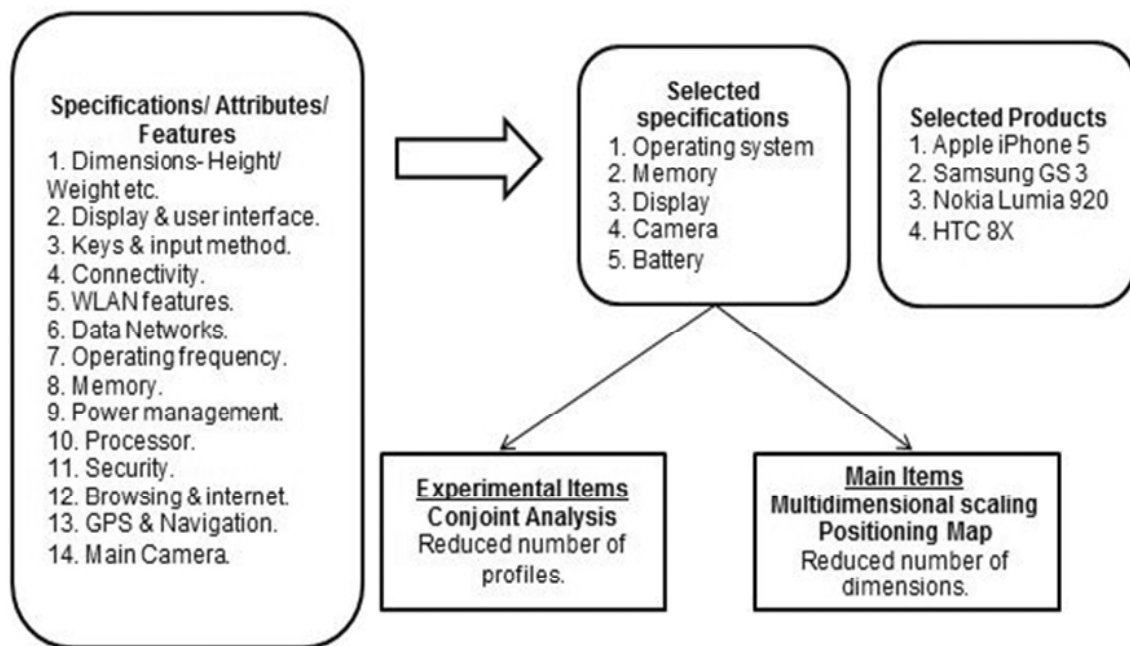 Specifications/ Attributes/
Features
1. Dimensions- Height/
Weight etc.
2. Display & user interface.
3. Keys & input method.
4. Connectivity.
5. WLAN features.
6. Data Networks.
7. Operating frequency.
8. Memory.
9. Power management.
10. Processor.
11. Security.
12. Browsing & internet.
13. GPS & Navigation.
14. Main Camera.
Selected
specifications
1. Operating system
2. Memory
3. Display
4. Camera
5. Battery
Selected Products
1. Apple iPhone 5
2. Samsung GS 3
3. Nokia Lumia 920
4. HTC 8X
Experimental Items
Conjoint Analysis
Reduced number of
profiles.
Main Items
Multidimensional scaling
Positioning Map
Reduced number of
dimensions.